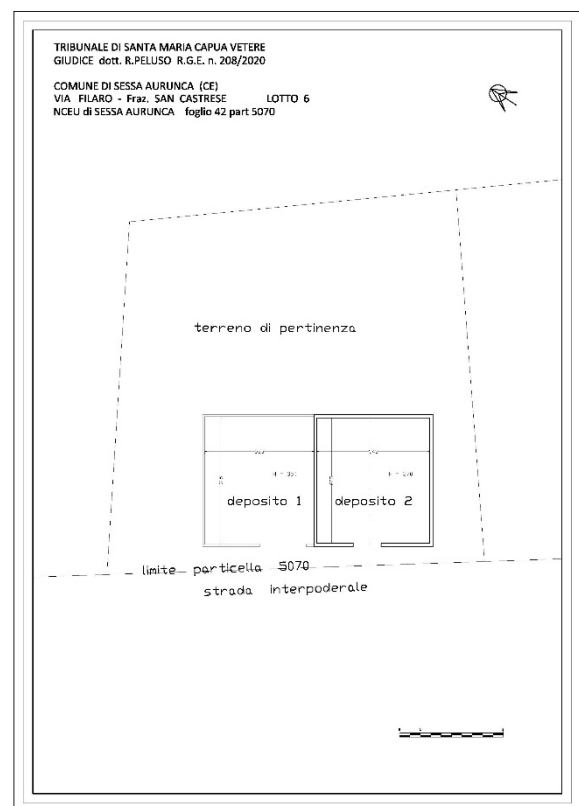 TRIBUNALE DI SANTA MARIA CAPUA VETERE
GIUDICE dott. R.PELUSO R.G.E. n. 208/2020
COMUNE DI SESSA AURUNCA (CE)
VIA FILARO - Fraz. SAN CASTRESE LOTTO 6
NCEU di SESSA AURUNCA foglio 42 part 5070
terreno di pertinenza
deposito 1 deposito 2
limite particella 5070
strada interpoderale